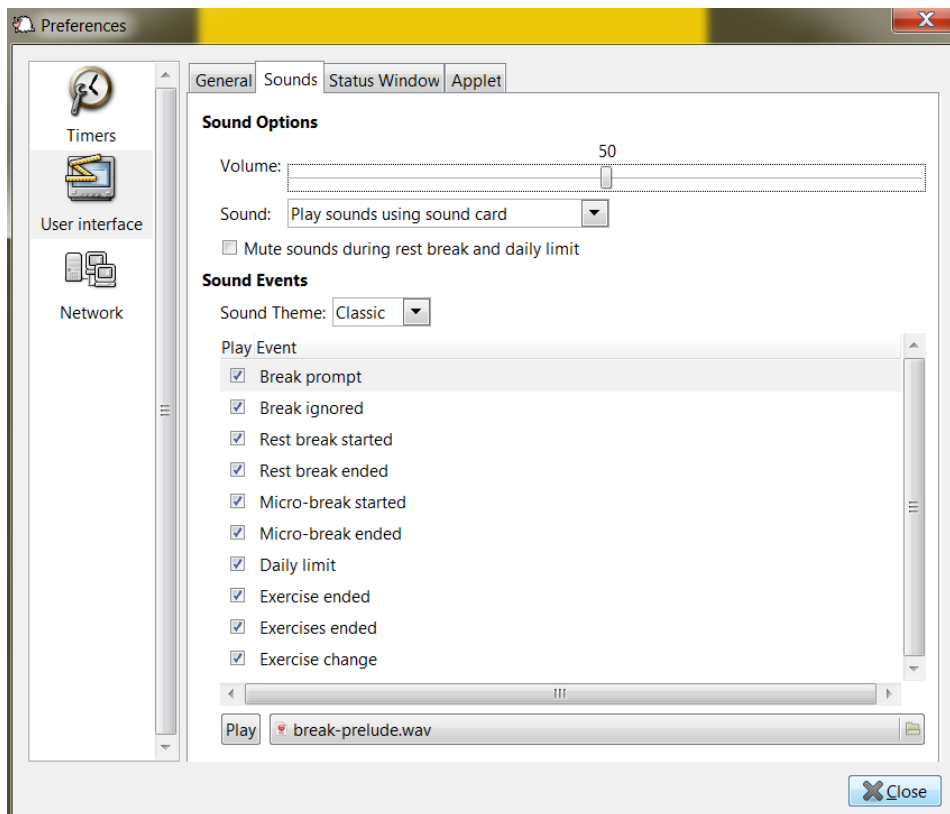 Preferences
X
Timers
User interface
Network
General Sounds Status Window Applet
Sound Options
50
Volume:
Sound: Play sounds using sound card
Mute sounds during rest break and daily limit
Sound Events
Sound Theme: Classic
Play Event
Break prompt
Break ignored
Rest break started
Rest break ended
Micro-break started
Micro-break ended
Daily limit
Exercise ended
Exercises ended
Exercise change
Play break-prelude.wav
Close